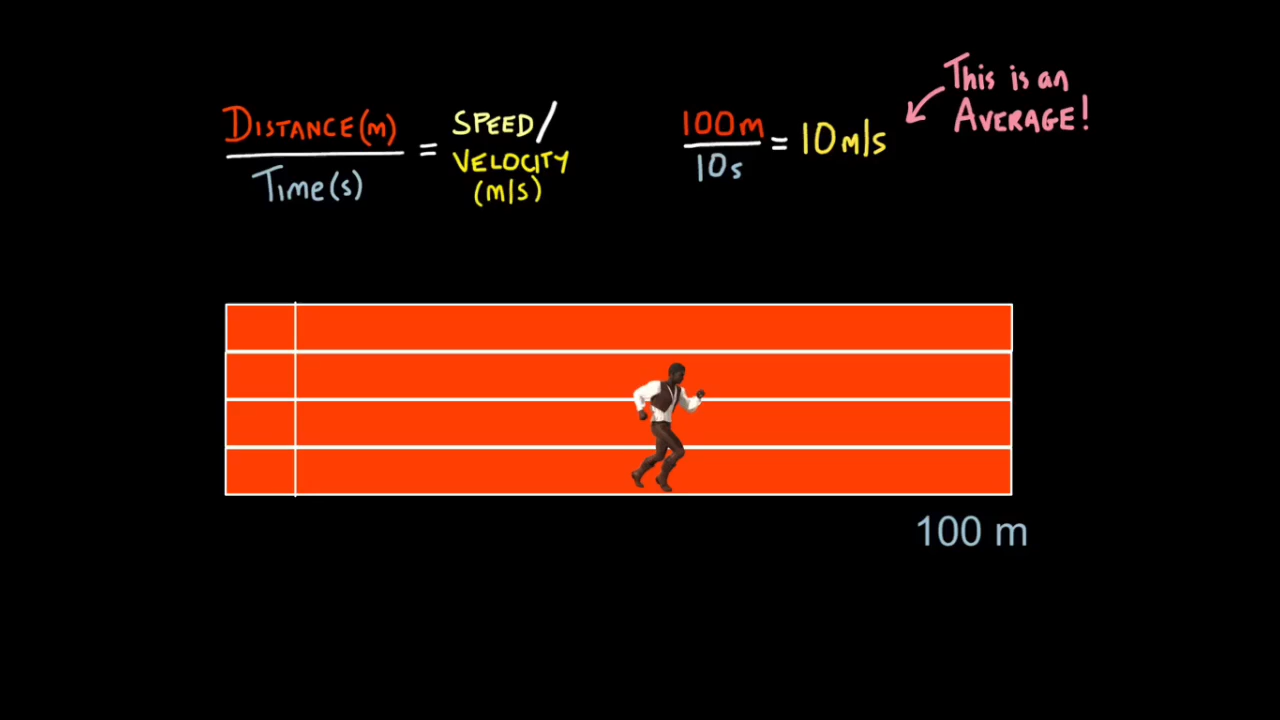 DISTANCE(m)
Time(s)
=
SPEED/
VELOCITY
(m/s)
100m
10s
= 10m/s
This is an
AVERAGE!
100 m